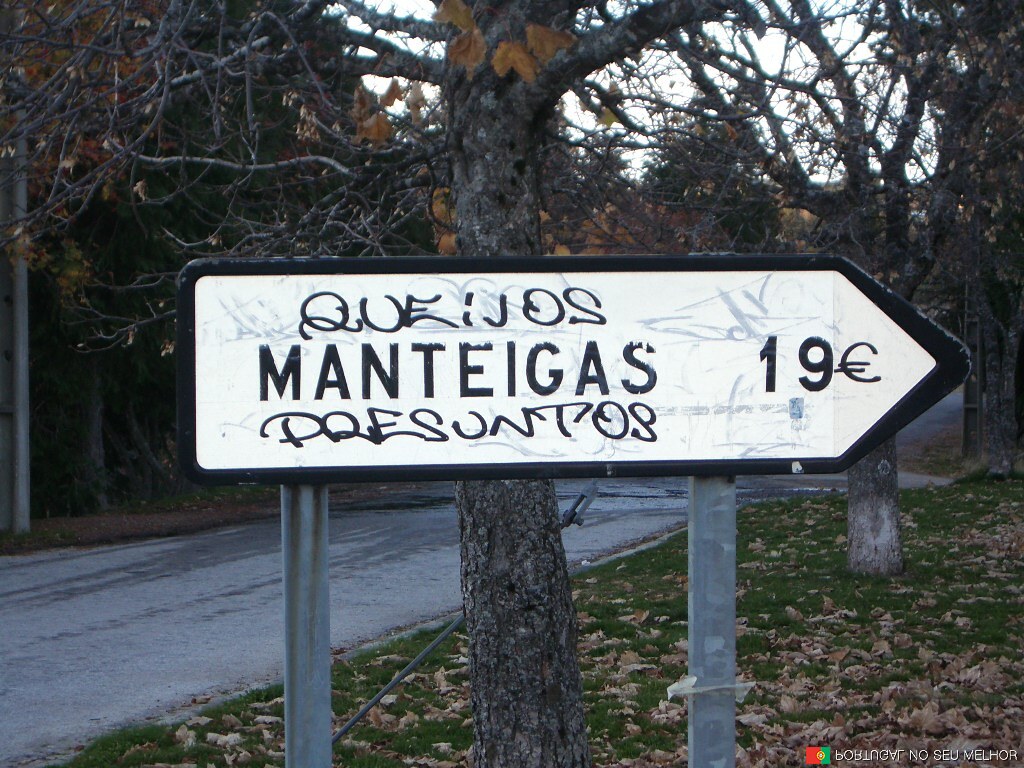 QUEIJOS
MANTEIGAS 19€
PRESUNTOS
PORTUGAL NO SEU MELHOR